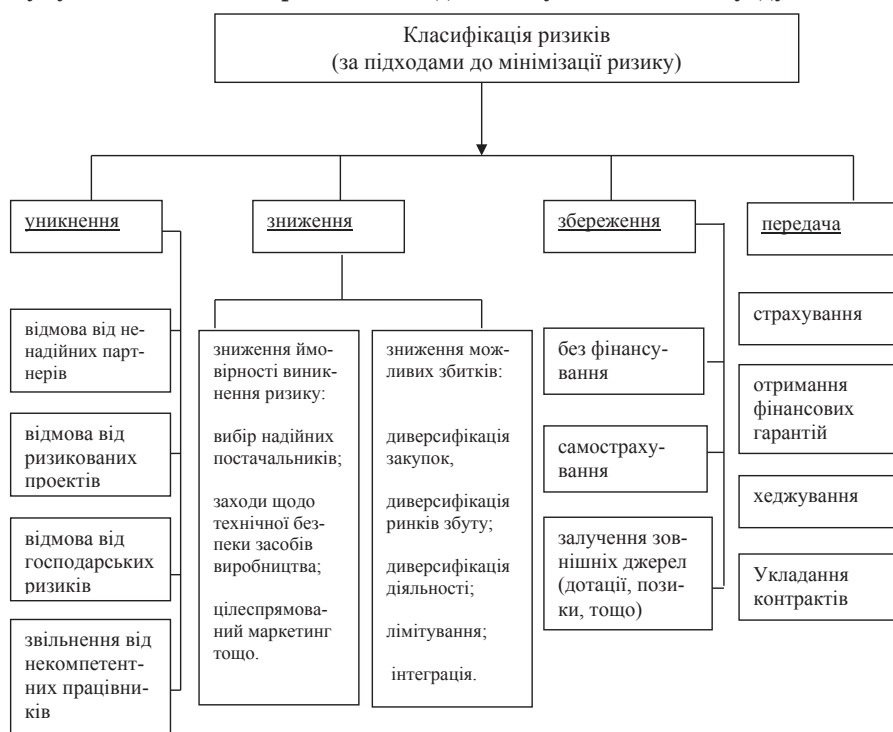 Класифікація ризиків
(за підходами до мінімізації ризику)
уникнення
зниження
збереження
передача
відмова від не-
надійних парт-
нерів
відмова від
ризикованих
проектів
відмова від
господарських
ризиків
звільнення від
некомпетент-
них працівни-
ків
зниження ймо-
вірності виник-
нення ризику:
вибір надійних
постачальників;
заходи щодо
технічної без-
пеки засобів
виробництва;
цілеспрямова-
ний маркетинг
тощо.
зниження мож-
ливих збитків:
диверсифікація
закупок,
диверсифікація
ринків збуту;
диверсифікація
діяльності;
лімітування;
інтеграція.
без фінансу-
вання
самостраху-
вання
залучення зов-
нішніх джерел
(дотації, пози-
ки, тощо)
страхування
отримання
фінансових
гарантій
хеджування
Укладання
контрактів